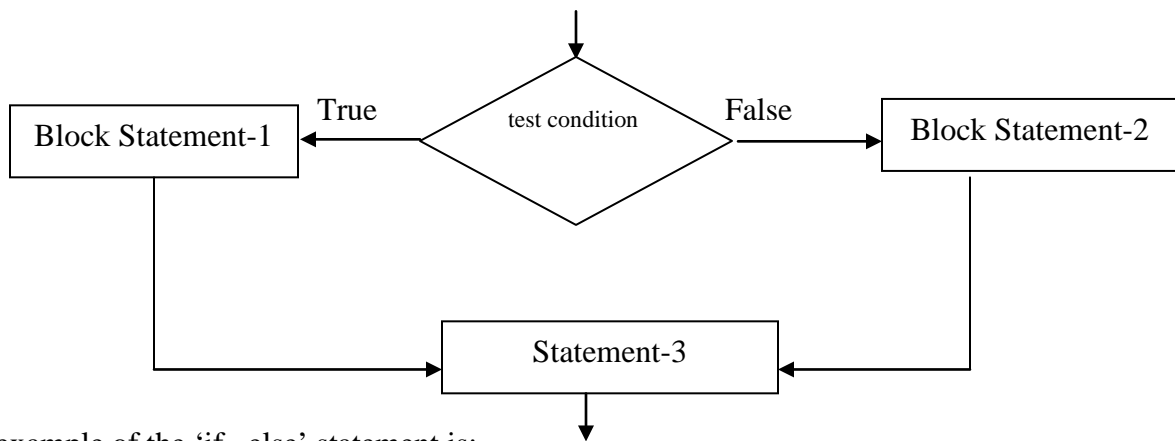 True
False
test condition
Block Statement-1
Block Statement-2
Statement-3
example of the ‘if...else’ statement is: